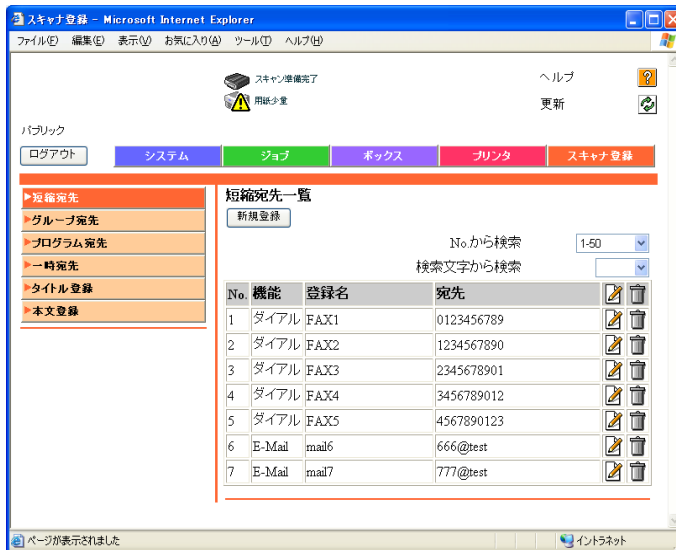 スキャナ登録 - Microsoft Internet Explorer
ファイル(F) 編集(E) 表示(V) お気に入り(A) ツール(T) ヘルプ(H)
スキャン準備完了
ヘルプ
用紙少量
更新
パブリック
ログアウト システム ジョブ ボックス プリンタ スキャナ登録
短縮宛先
グループ宛先
プログラム宛先
一時宛先
タイトル登録
本文登録
短縮宛先一覧
新規登録
No.から検索 1-50
検索文字から検索
No. 機能 登録名 宛先
1 ダイアル FAX1 0123456789
2 ダイアル FAX2 1234567890
3 ダイアル FAX3 2345678901
4 ダイアル FAX4 3456789012
5 ダイアル FAX5 4567890123
6 E-Mail mail6 666@test
7 E-Mail mail7 777@test
ページが表示されました イントラネット